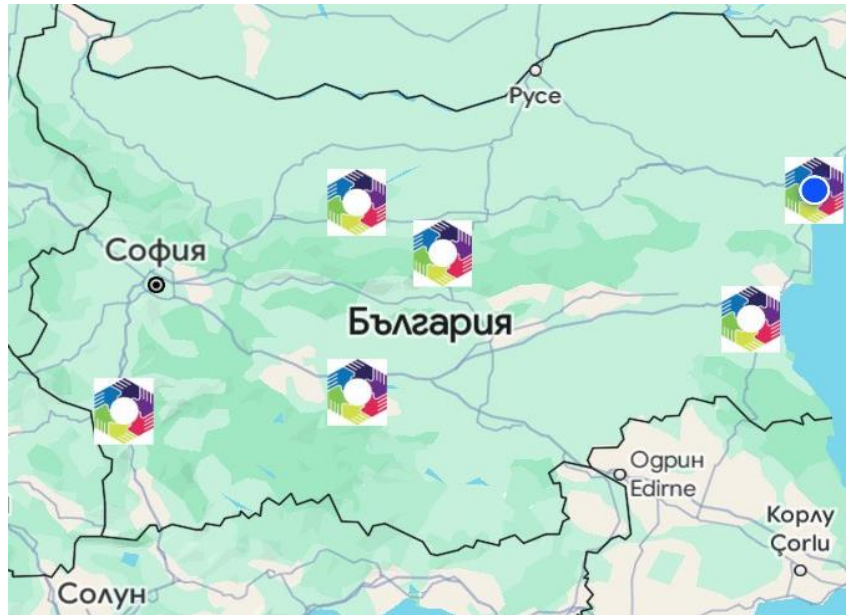 Русе
София
България
Одрин
Edirne
Корлу
Çorlu
Солун